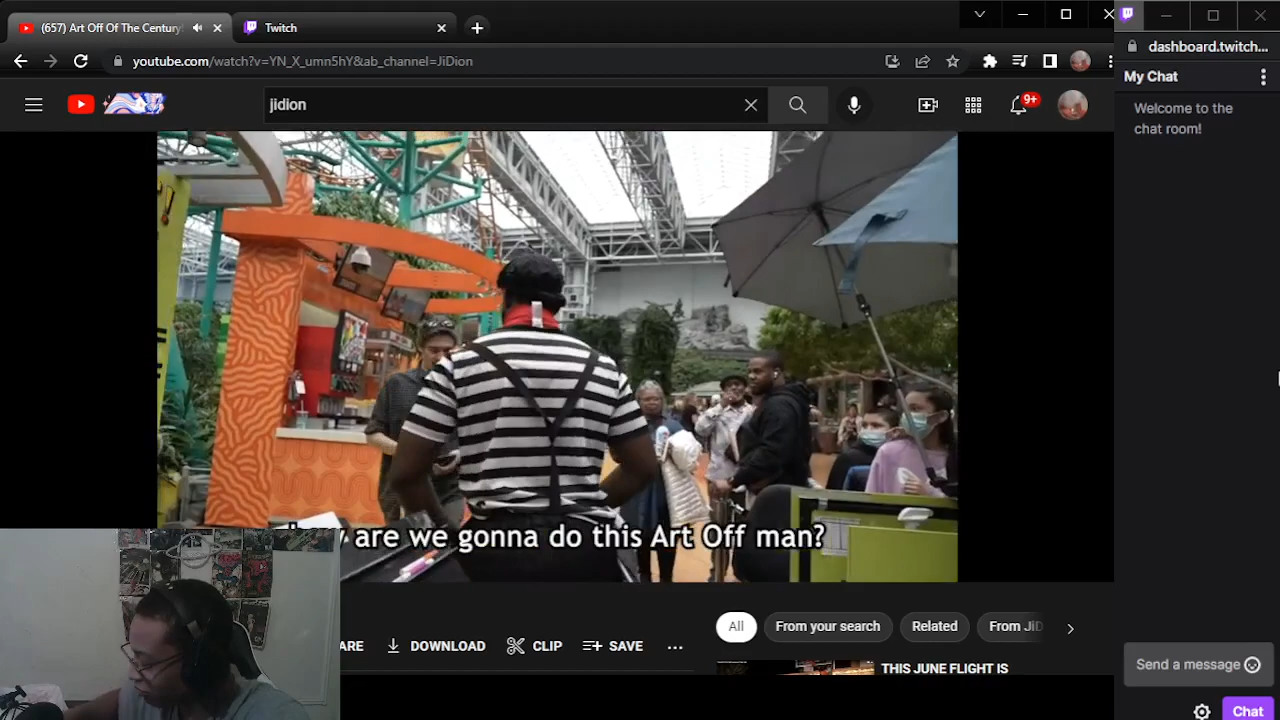 (657) Art Off Of The Century
Twitch
youtube.com/watch?v=YN_X_umn5hY&ab_channel=JiDion
dashboard.twitch...
My Chat
jidion
9+
Welcome to the
chat room!
are we gonna do this Art Off man?
All
From your search
Related
From JiD
ARE
DOWNLOAD
CLIP
SAVE
THIS JUNE FLIGHT IS
Send a message
Chat